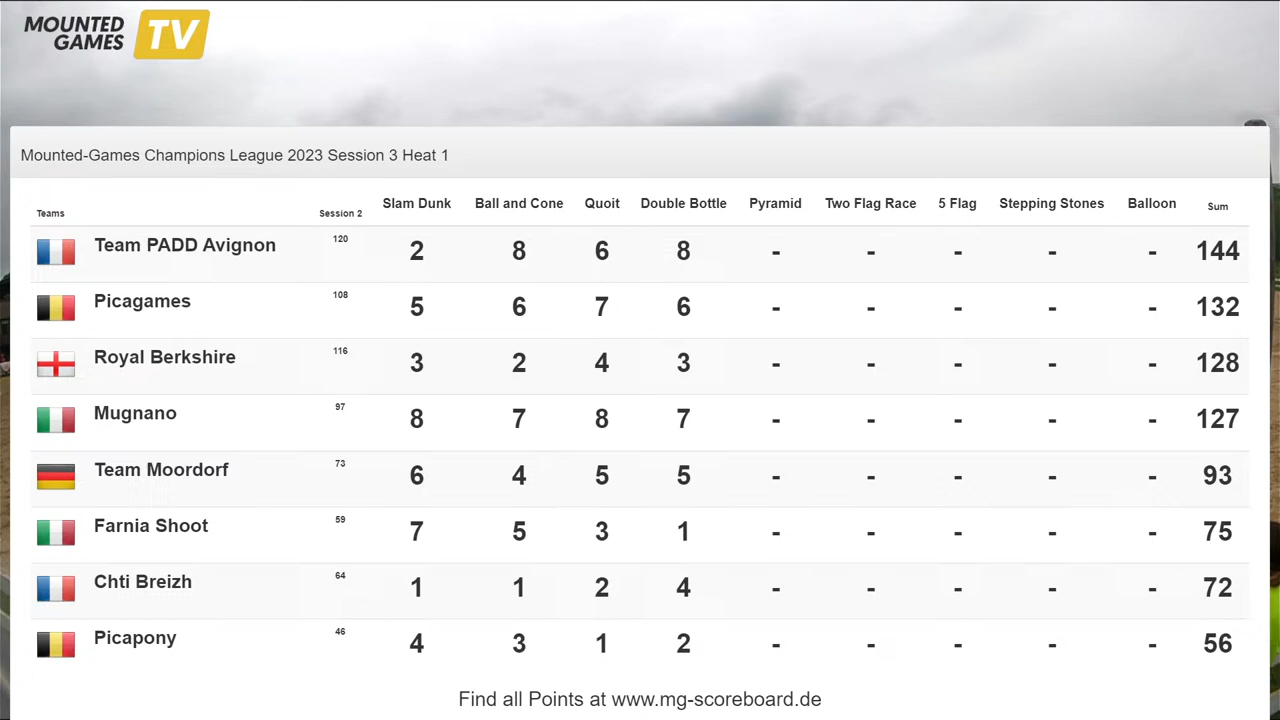 MOUNTED
GAMES TV
Mounted-Games Champions League 2023 Session 3 Heat 1
Teams Session 2 Slam Dunk Ball and Cone Quoit Double Bottle Pyramid Two Flag Race 5 Flag Stepping Stones Balloon Sum
Team PADD Avignon 120 2 8 6 8 - - - - - 144
Picagames 108 5 6 7 6 - - - - - 132
Royal Berkshire 116 3 2 4 3 - - - - - 128
Mugnano 97 8 7 8 7 - - - - - 127
Team Moordorf 73 6 4 5 5 - - - - - 93
Farnia Shoot 59 7 5 3 1 - - - - - 75
Chti Breizh 64 1 1 2 4 - - - - - 72
Picapony 46 4 3 1 2 - - - - - 56
Find all Points at www.mg-scoreboard.de